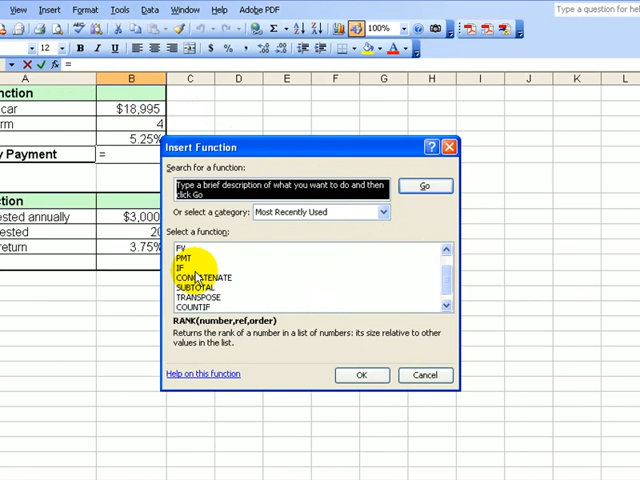 View Insert Format Tools Data Window Help Adobe PDF
Type a question for help
Σ 100%
12 B I U $ % ,
=
A B C D E F G H I J K L
nction
car $18,995
rm 4
5.25%
y Payment =
ction
ested annually $3,000
ested 20
return 3.75%
Insert Function
Search for a function:
Type a brief description of what you want to do and then
click Go
Go
Or select a category: Most Recently Used
Select a function:
FV
PMT
IF
CONCATENATE
SUBTOTAL
TRANSPOSE
COUNTIF
RANK(number,ref,order)
Returns the rank of a number in a list of numbers: its size relative to other
values in the list.
Help on this function
OK Cancel